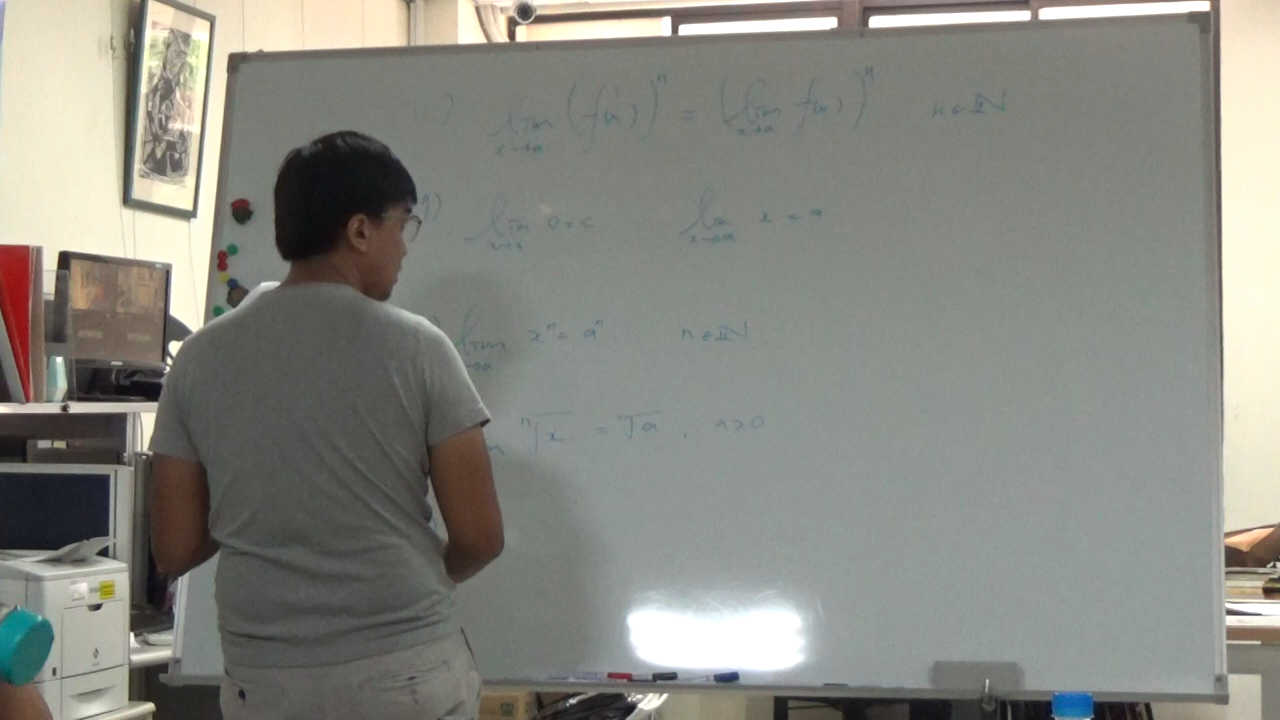 lim x→a (f(x))ⁿ = (lim x→a f(x))ⁿ n ∈ ℕ
lim x→a c = c lim x→a x = a
lim x→a xⁿ = aⁿ n ∈ ℕ
ⁿ√x = ⁿ√a , a > 0